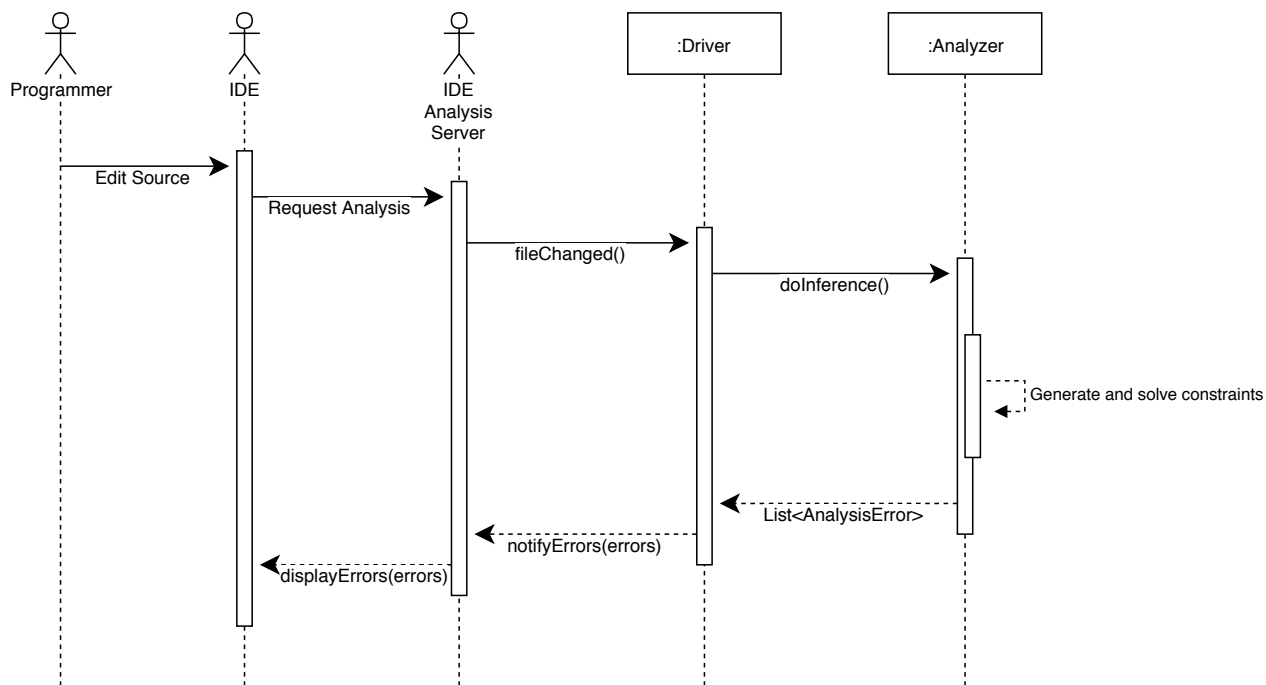 :Driver
:Analyzer
Programmer
IDE
IDE
Analysis
Server
Edit Source
Request Analysis
fileChanged()
doInference()
Generate and solve constraints
List<AnalysisError>
notifyErrors(errors)
displayErrors(errors)